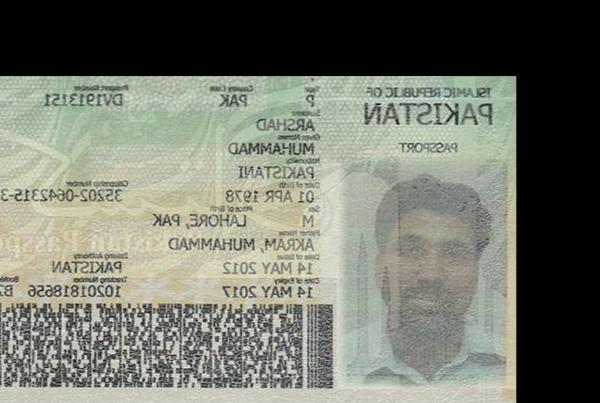 ISLAMIC REPUBLIC OF
PAKISTAN
PASSPORT
Type
Country Code
Passport Number
P
PAK
DV1913151
Surname
ARSHAD
Given Names
MUHAMMAD
Nationality
Citizenship Number
PAKISTANI
35202-0642315-3
Date of Birth
01 APR 1978
Sex
Place of Birth
M
LAHORE, PAK
Father Name
AKRAM, MUHAMMAD
Date of Issue
Issuing Authority
14 MAY 2012
PAKISTAN
Date of Expiry
Tracking Number
14 MAY 2017
10201818656